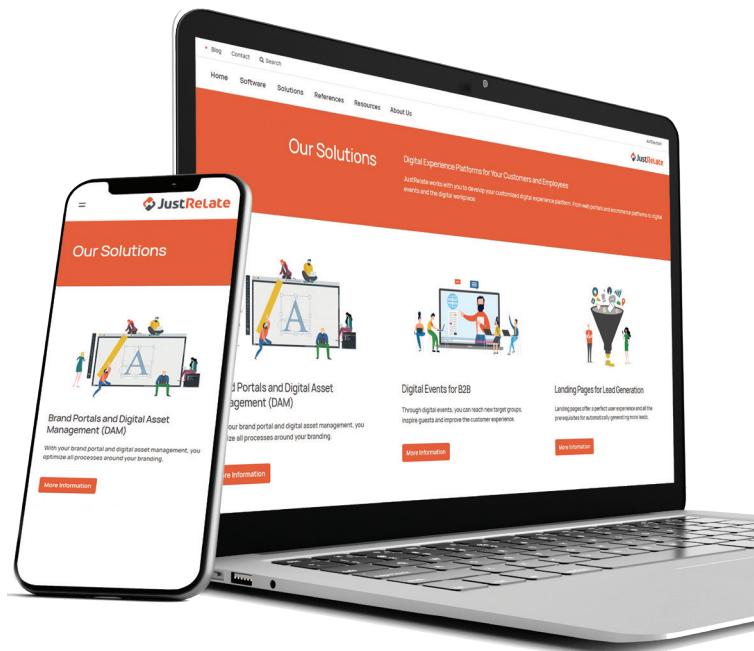 Blog Contact Search
Home Software Solutions References Resources About Us
JustReLate
Our Solutions
Digital Experience Platforms for Your Customers and Employees
JustRelate works with you to develop your customized digital experience platform. From web portals and ecommerce platforms to digital
events and the digital workspace.
A
d Portals and Digital Asset
agement (DAM)
your brand portal and digital asset management, you
ize all processes around your branding.
re Information
Digital Events for B2B
Through digital events, you can reach new target groups,
inspire guests and improve the customer experience.
More Information
Landing Pages for Lead Generation
Landing pages offer a perfect user experience and all the
prerequisites for automatically generating more leads.
More Information
JustReLate
Our Solutions
A
Brand Portals and Digital Asset
Management (DAM)
With your brand portal and digital asset management, you
optimize all processes around your branding.
More Information